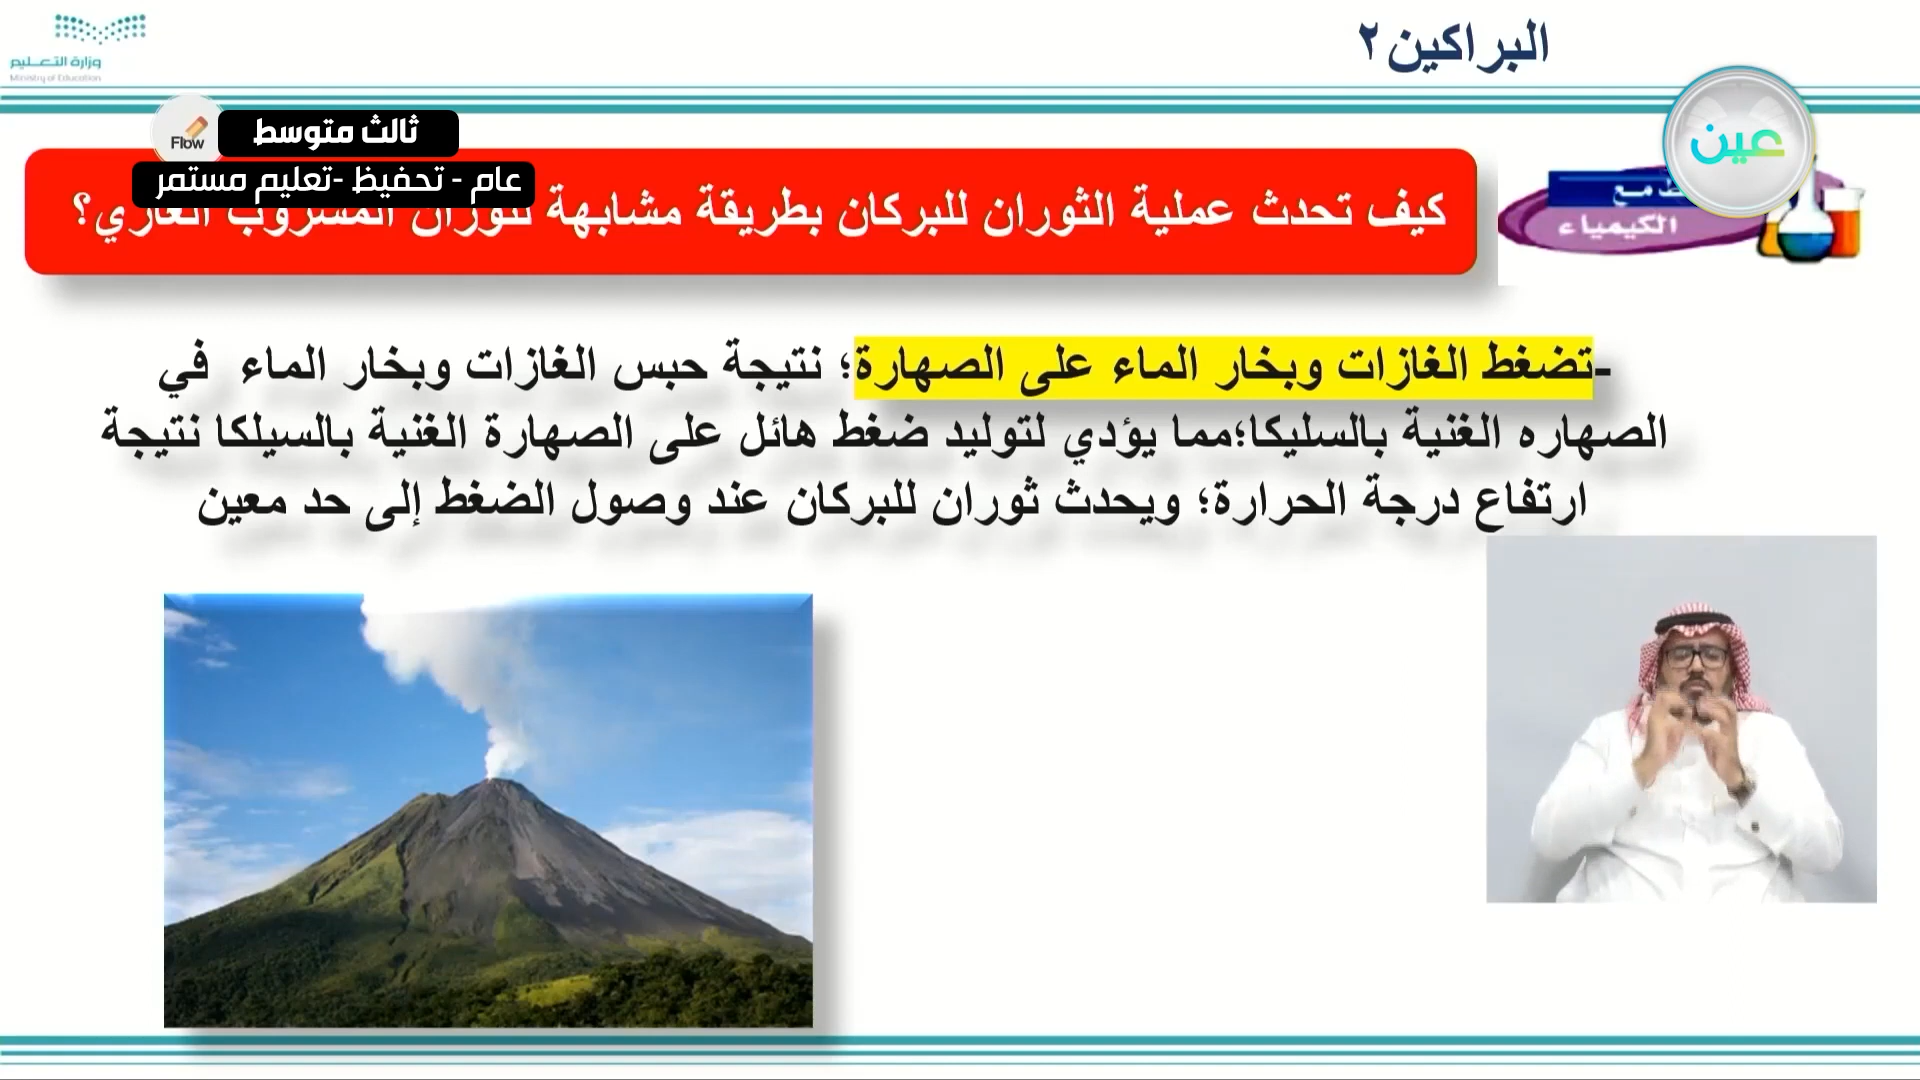 البراكين ٢
وزارة التعـــليم
Ministry of Education
عين
Flow
ثالث متوسط
عام - تحفيظ -تعليم مستمر
كيف تحدث عملية الثوران للبركان بطريقة مشابهة لثوران المشروب الغازي؟
مع
الكيمياء
-تضغط الغازات وبخار الماء على الصهارة؛ نتيجة حبس الغازات وبخار الماء في
الصهاره الغنية بالسليكا؛مما يؤدي لتوليد ضغط هائل على الصهارة الغنية بالسيلكا نتيجة
ارتفاع درجة الحرارة؛ ويحدث ثوران للبركان عند وصول الضغط إلى حد معين